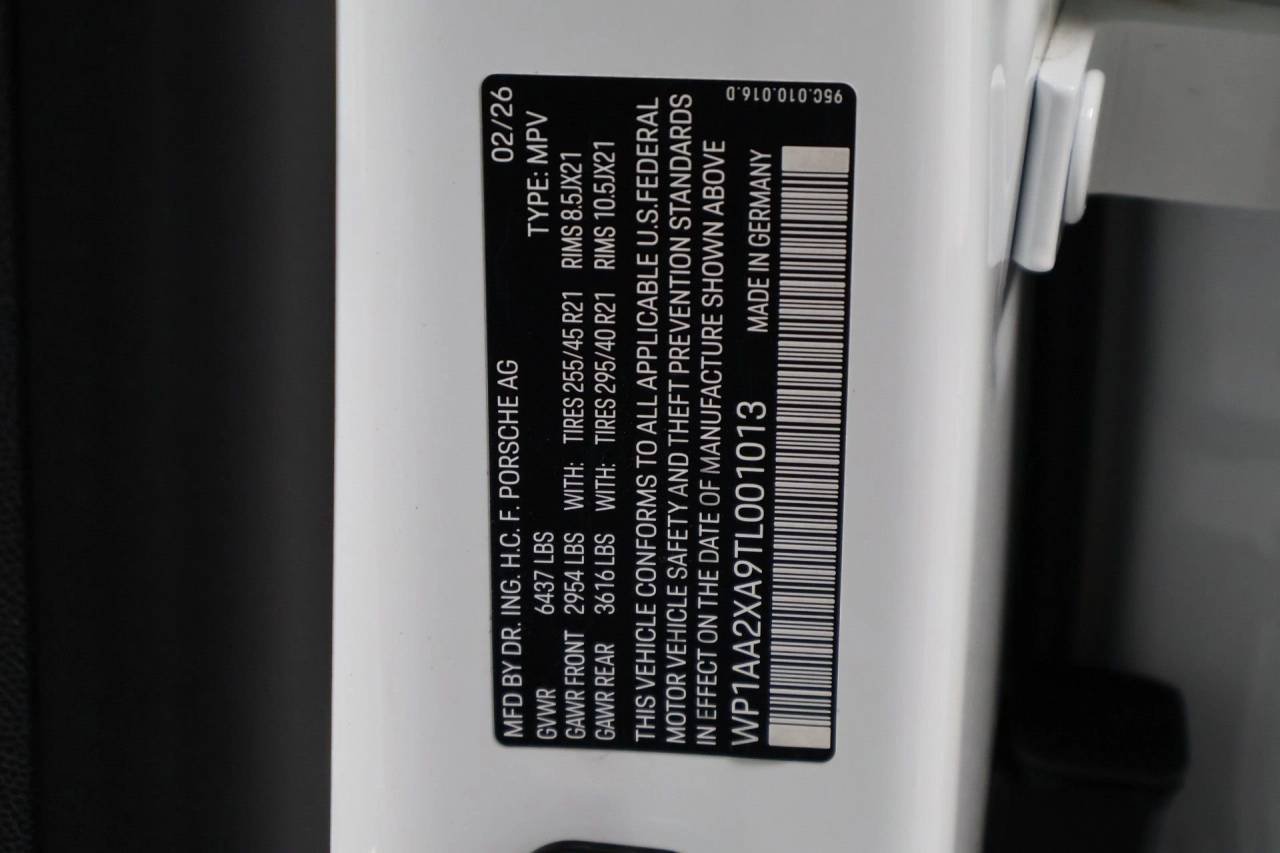 MFD BY DR. ING. H.C. F. PORSCHE AG 02/26
GVWR 6437 LBS TYPE: MPV
GAWR FRONT 2954 LBS WITH: TIRES 255/45 R21 RIMS 8.5JX21
GAWR REAR 3616 LBS WITH: TIRES 295/40 R21 RIMS 10.5JX21
THIS VEHICLE CONFORMS TO ALL APPLICABLE U.S.FEDERAL
MOTOR VEHICLE SAFETY AND THEFT PREVENTION STANDARDS
IN EFFECT ON THE DATE OF MANUFACTURE SHOWN ABOVE
WP1AA2XA9TL001013 MADE IN GERMANY
95C.010.016.D